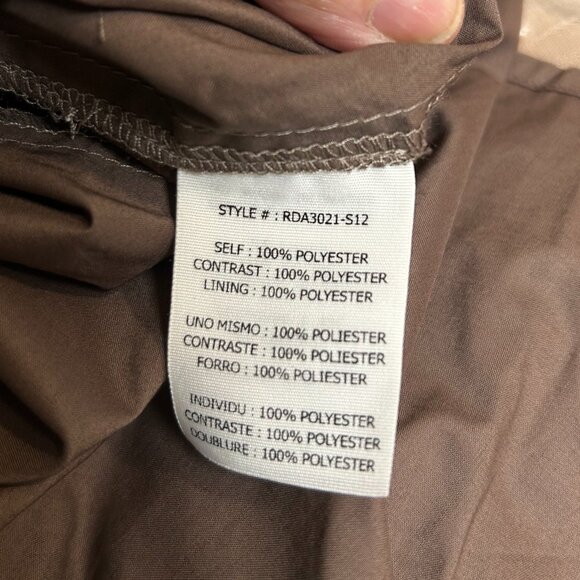 STYLE # : RDA3021-S12
SELF : 100% POLYESTER
CONTRAST : 100% POLYESTER
LINING : 100% POLYESTER
UNO MISMO : 100% POLIESTER
CONTRASTE : 100% POLIESTER
FORRO : 100% POLIESTER
INDIVIDU : 100% POLYESTER
CONTRASTE : 100% POLYESTER
DOUBLURE : 100% POLYESTER